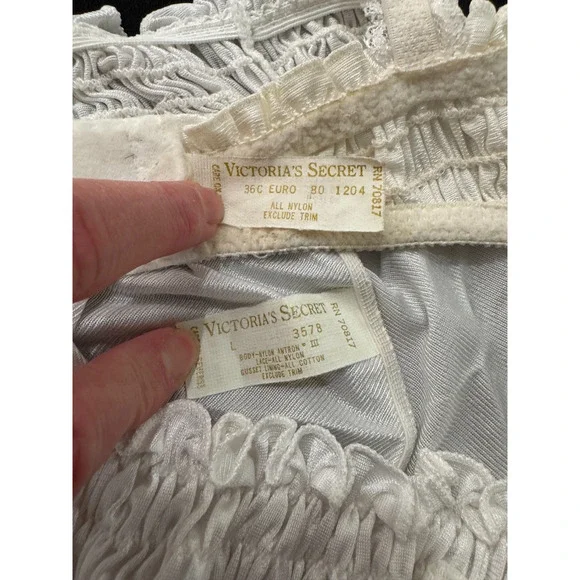 VICTORIA'S SECRET
36C EURO 80 1204
ALL NYLON
EXCLUDE TRIM
RN 70817
VICTORIA'S SECRET
L 3578
BODY-NYLON ANTRON ® III
LACE-ALL NYLON
GUSSET LINING-ALL COTTON
EXCLUDE TRIM
RN 70817